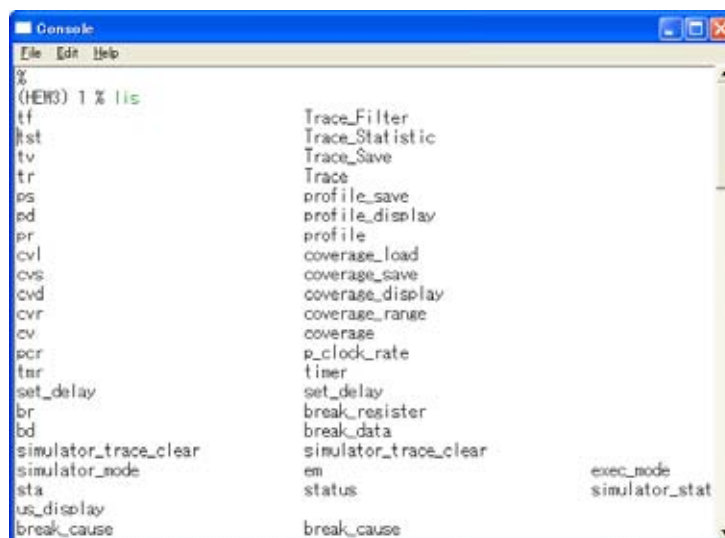 Console
File Edit Help
%
(HEW3) 1 % lis
tf Trace_Filter
tst Trace_Statistic
tv Trace_Save
tr Trace
ps profile_save
pd profile_display
pr profile
cvl coverage_load
cvs coverage_save
cvd coverage_display
cvr coverage_range
cv coverage
pcr p_clock_rate
tmr timer
set_delay set_delay
br break_register
bd break_data
simulator_trace_clear simulator_trace_clear
simulator_mode em exec_mode
sta status simulator_stat
us_display
break_cause break_cause